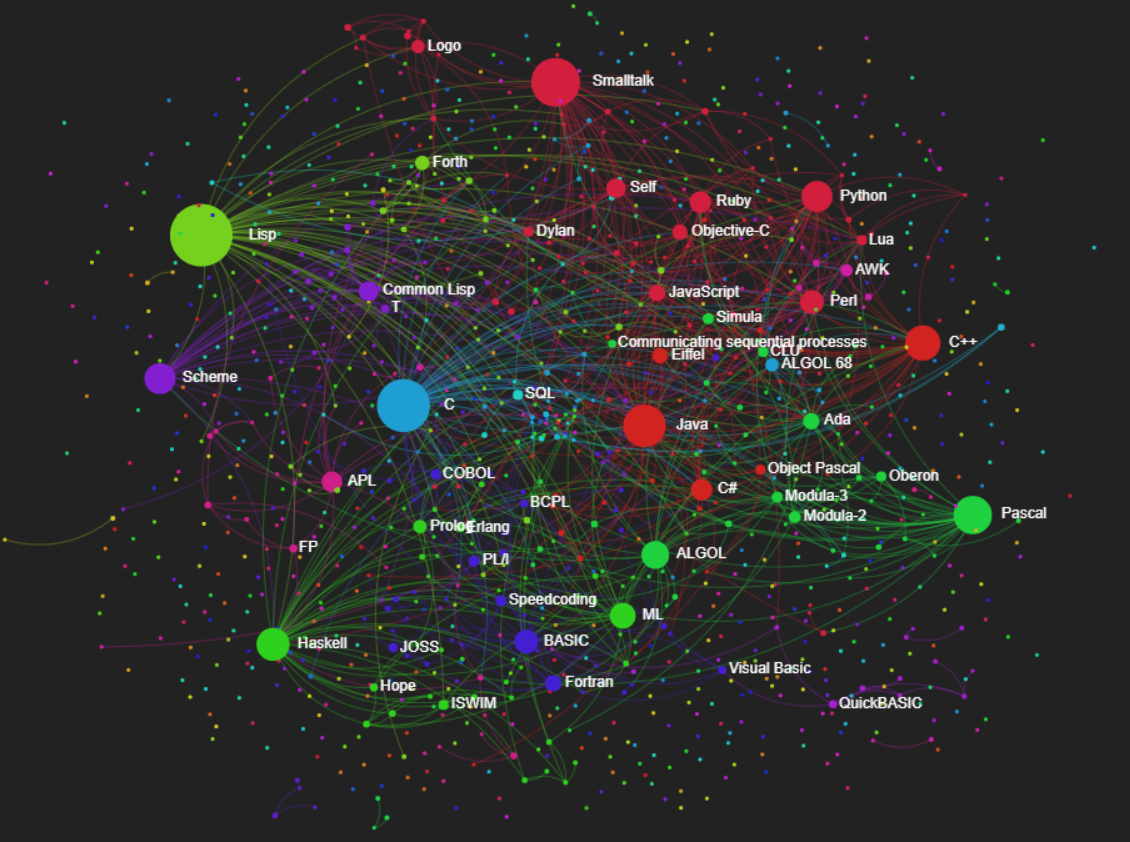 Logo
Smalltalk
Forth
Self
Python
Ruby
Lisp
Dylan
Objective-C
Lua
AWK
Common Lisp
JavaScript
Perl
T
Simula
Communicating sequential processes
C++
Eiffel
CLU
ALGOL 68
Scheme
SQL
C
Java
Ada
COBOL
Object Pascal
Oberon
APL
C#
Modula-3
BCPL
Modula-2
Pascal
Prolog
Erlang
FP
PL/I
ALGOL
Speedcoding
ML
Haskell
JOSS
BASIC
Visual Basic
Hope
Fortran
ISWIM
QuickBASIC